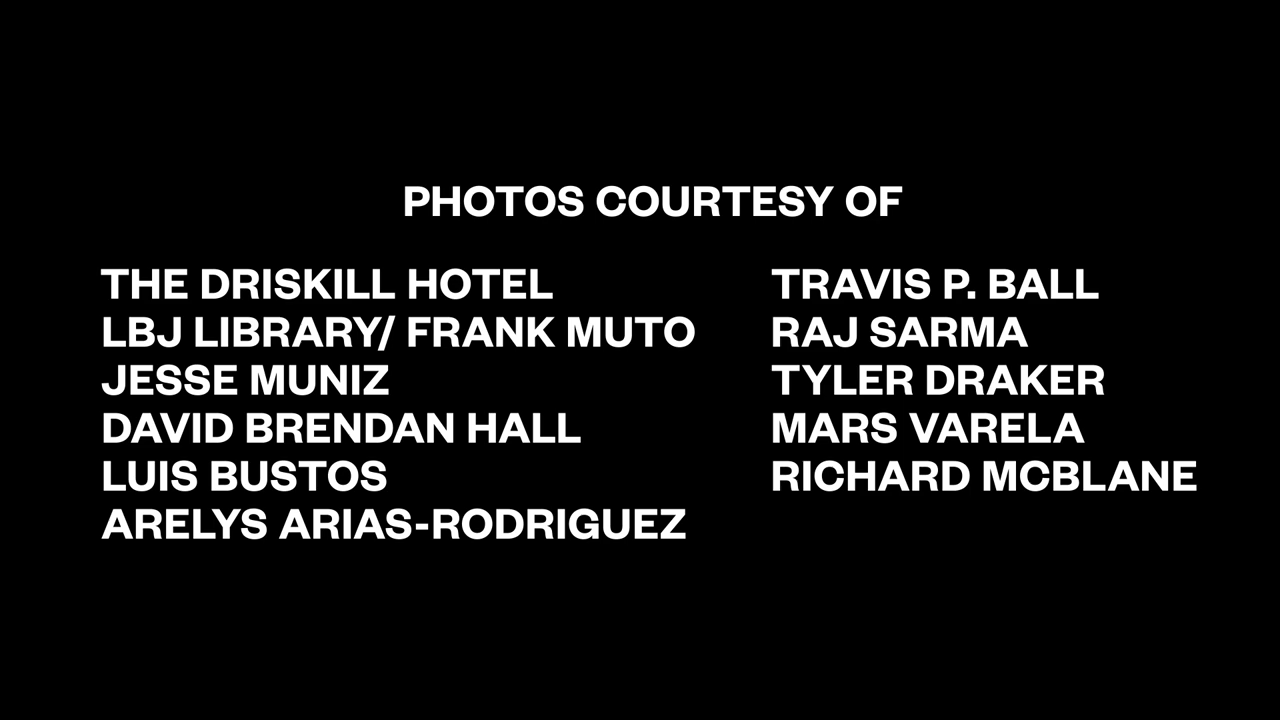 PHOTOS COURTESY OF
THE DRISKILL HOTEL
LBJ LIBRARY/ FRANK MUTO
JESSE MUNIZ
DAVID BRENDAN HALL
LUIS BUSTOS
ARELYS ARIAS-RODRIGUEZ
TRAVIS P. BALL
RAJ SARMA
TYLER DRAKER
MARS VARELA
RICHARD MCBLANE